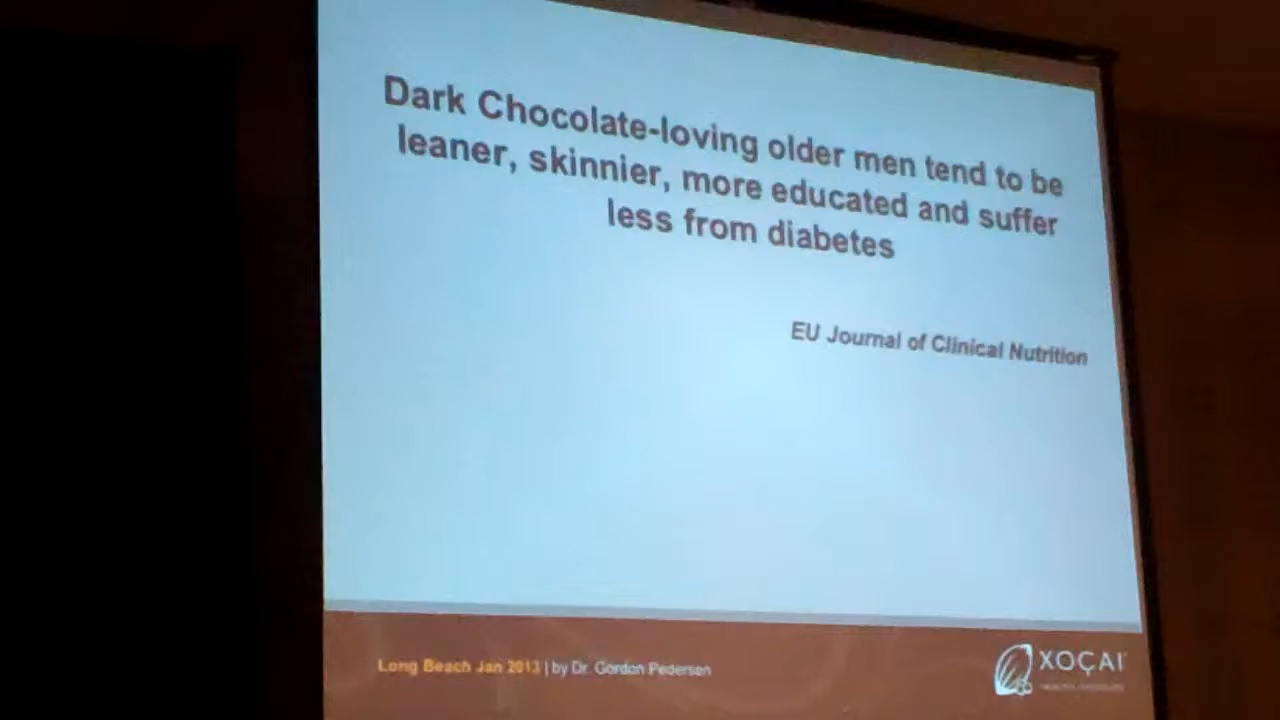 Dark Chocolate-loving older men tend to be
leaner, skinnier, more educated and suffer
less from diabetes
EU Journal of Clinical Nutrition
Long Beach Jan 2013 | by Dr. Gordon Pedersen
XOÇAI